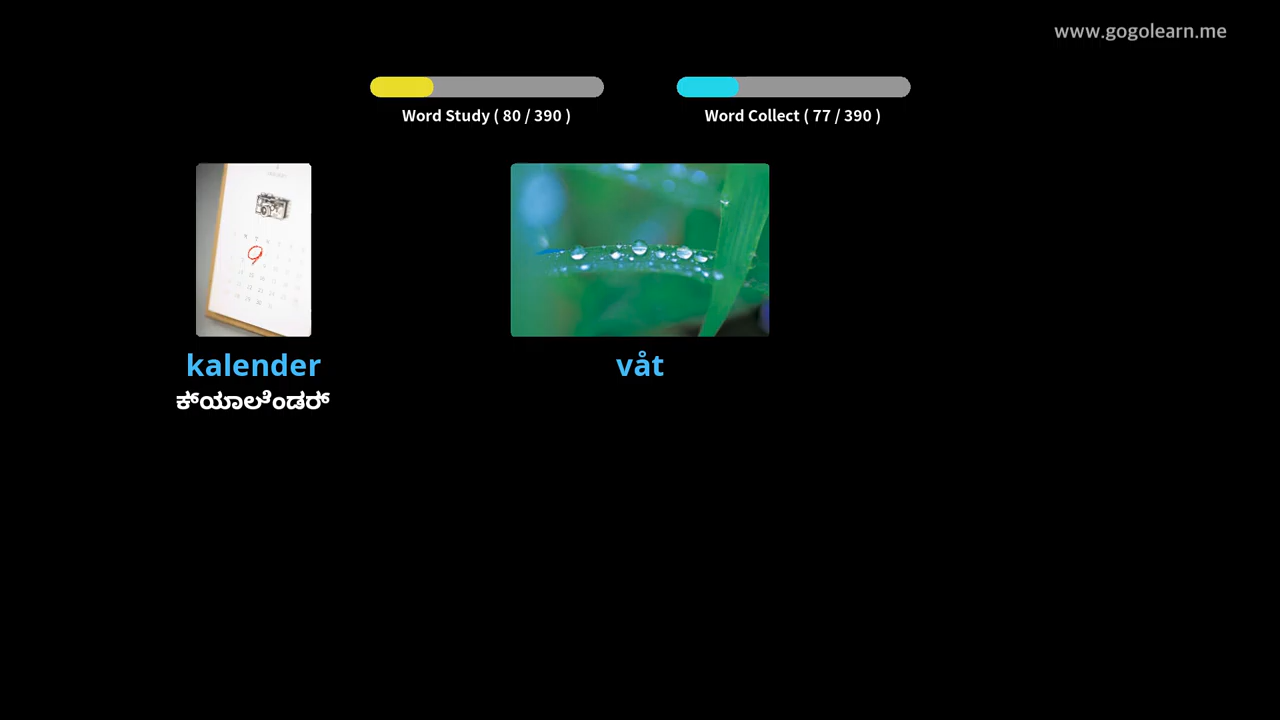 www.gogolearn.me
Word Study ( 80 / 390 )
Word Collect ( 77 / 390 )
kalender
våt
ಕ್ಯಾಲೆಂಡರ್